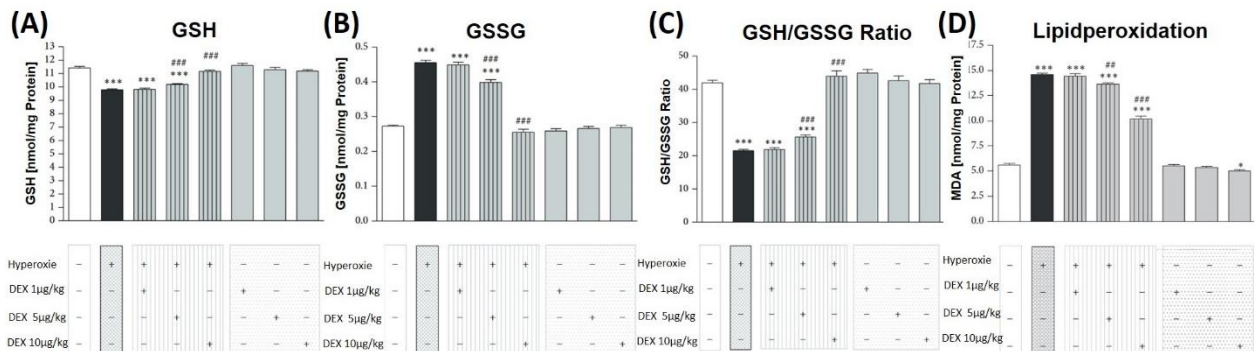 (A)
GSH
GSH [nmol/mg Protein]
13
12
11
10
9
8
7
6
5
4
3
2
1
0
***
***
###
***
###
Hyperoxie − + + + + − − −
DEX 1µg/kg − − + − − + − −
DEX 5µg/kg − − − + − − + −
DEX 10µg/kg − − − − + − − +
(B)
GSSG
GSSG [nmol/mg Protein]
0.5
0.4
0.3
0.2
0.1
0.0
***
***
###
***
###
Hyperoxie − + + + + − − −
DEX 1µg/kg − − + − − + − −
DEX 5µg/kg − − − + − − + −
DEX 10µg/kg − − − − + − − +
(C)
GSH/GSSG Ratio
GSH/GSSG Ratio
50
40
30
20
10
0
***
***
###
***
###
Hyperoxie − + + + + − − −
DEX 1µg/kg − − + − − + − −
DEX 5µg/kg − − − + − − + −
DEX 10µg/kg − − − − + − − +
(D)
Lipidperoxidation
MDA [nmol/mg Protein]
17.5
15.0
12.5
10.0
7.5
5.0
2.5
0.0
***
***
##
***
###
***
*
Hyperoxie − + + + + − − −
DEX 1µg/kg − − + − − + − −
DEX 5µg/kg − − − + − − + −
DEX 10µg/kg − − − − + − − +